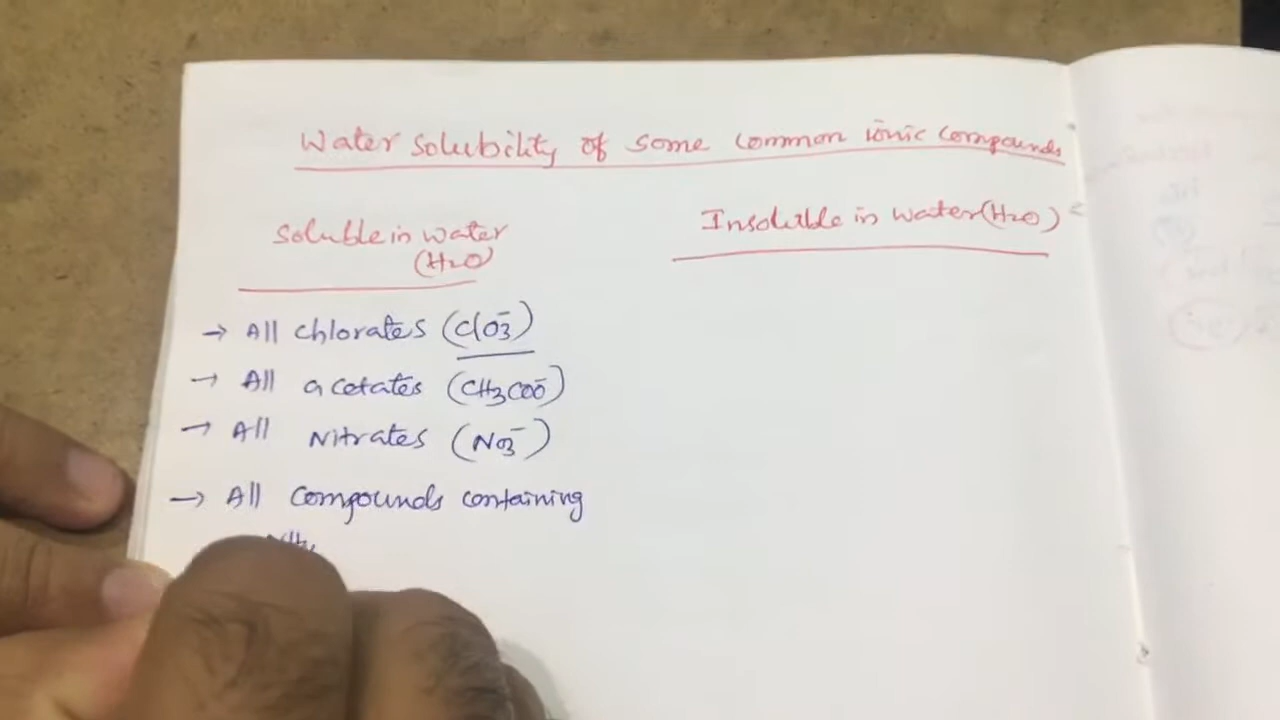 Water solubility of some common ionic compounds
Soluble in water
(H2O)
Insoluble in water (H2O)
→ All chlorates (ClO3⁻)
→ All acetates (CH3COO⁻)
→ All Nitrates (NO3⁻)
→ All compounds containing